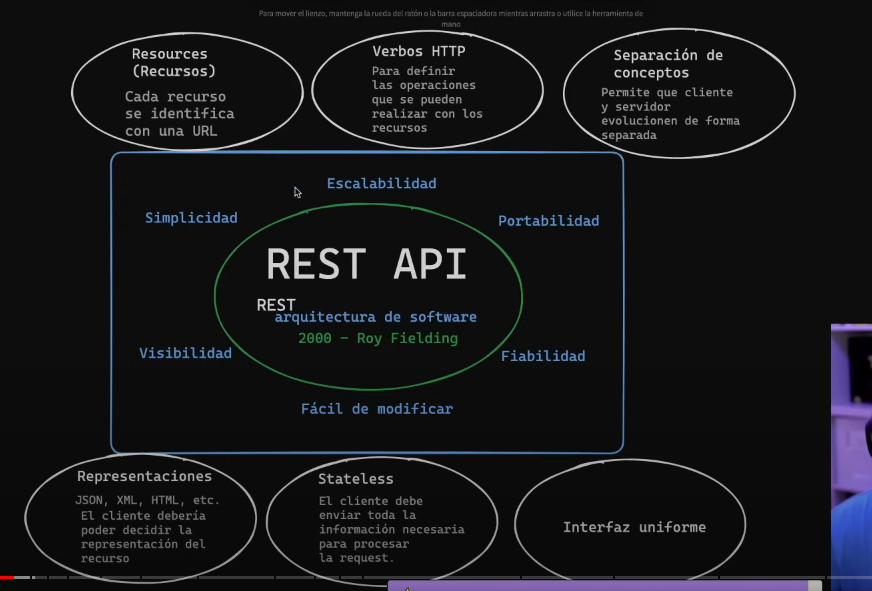 Para mover el lienzo, mantenga la rueda del ratón o la barra espaciadora mientras arrastra o utilice la herramienta de
mano
Resources
(Recursos)
Cada recurso
se identifica
con una URL
Verbos HTTP
Para definir
las operaciones
que se pueden
realizar con los
recursos
Separación de
conceptos
Permite que cliente
y servidor
evolucionen de forma
separada
Escalabilidad
Simplicidad
Portabilidad
REST API
REST
arquitectura de software
2000 - Roy Fielding
Visibilidad
Fiabilidad
Fácil de modificar
Representaciones
JSON, XML, HTML, etc.
El cliente debería
poder decidir la
representación del
recurso
Stateless
El cliente debe
enviar toda la
información necesaria
para procesar
la request.
Interfaz uniforme